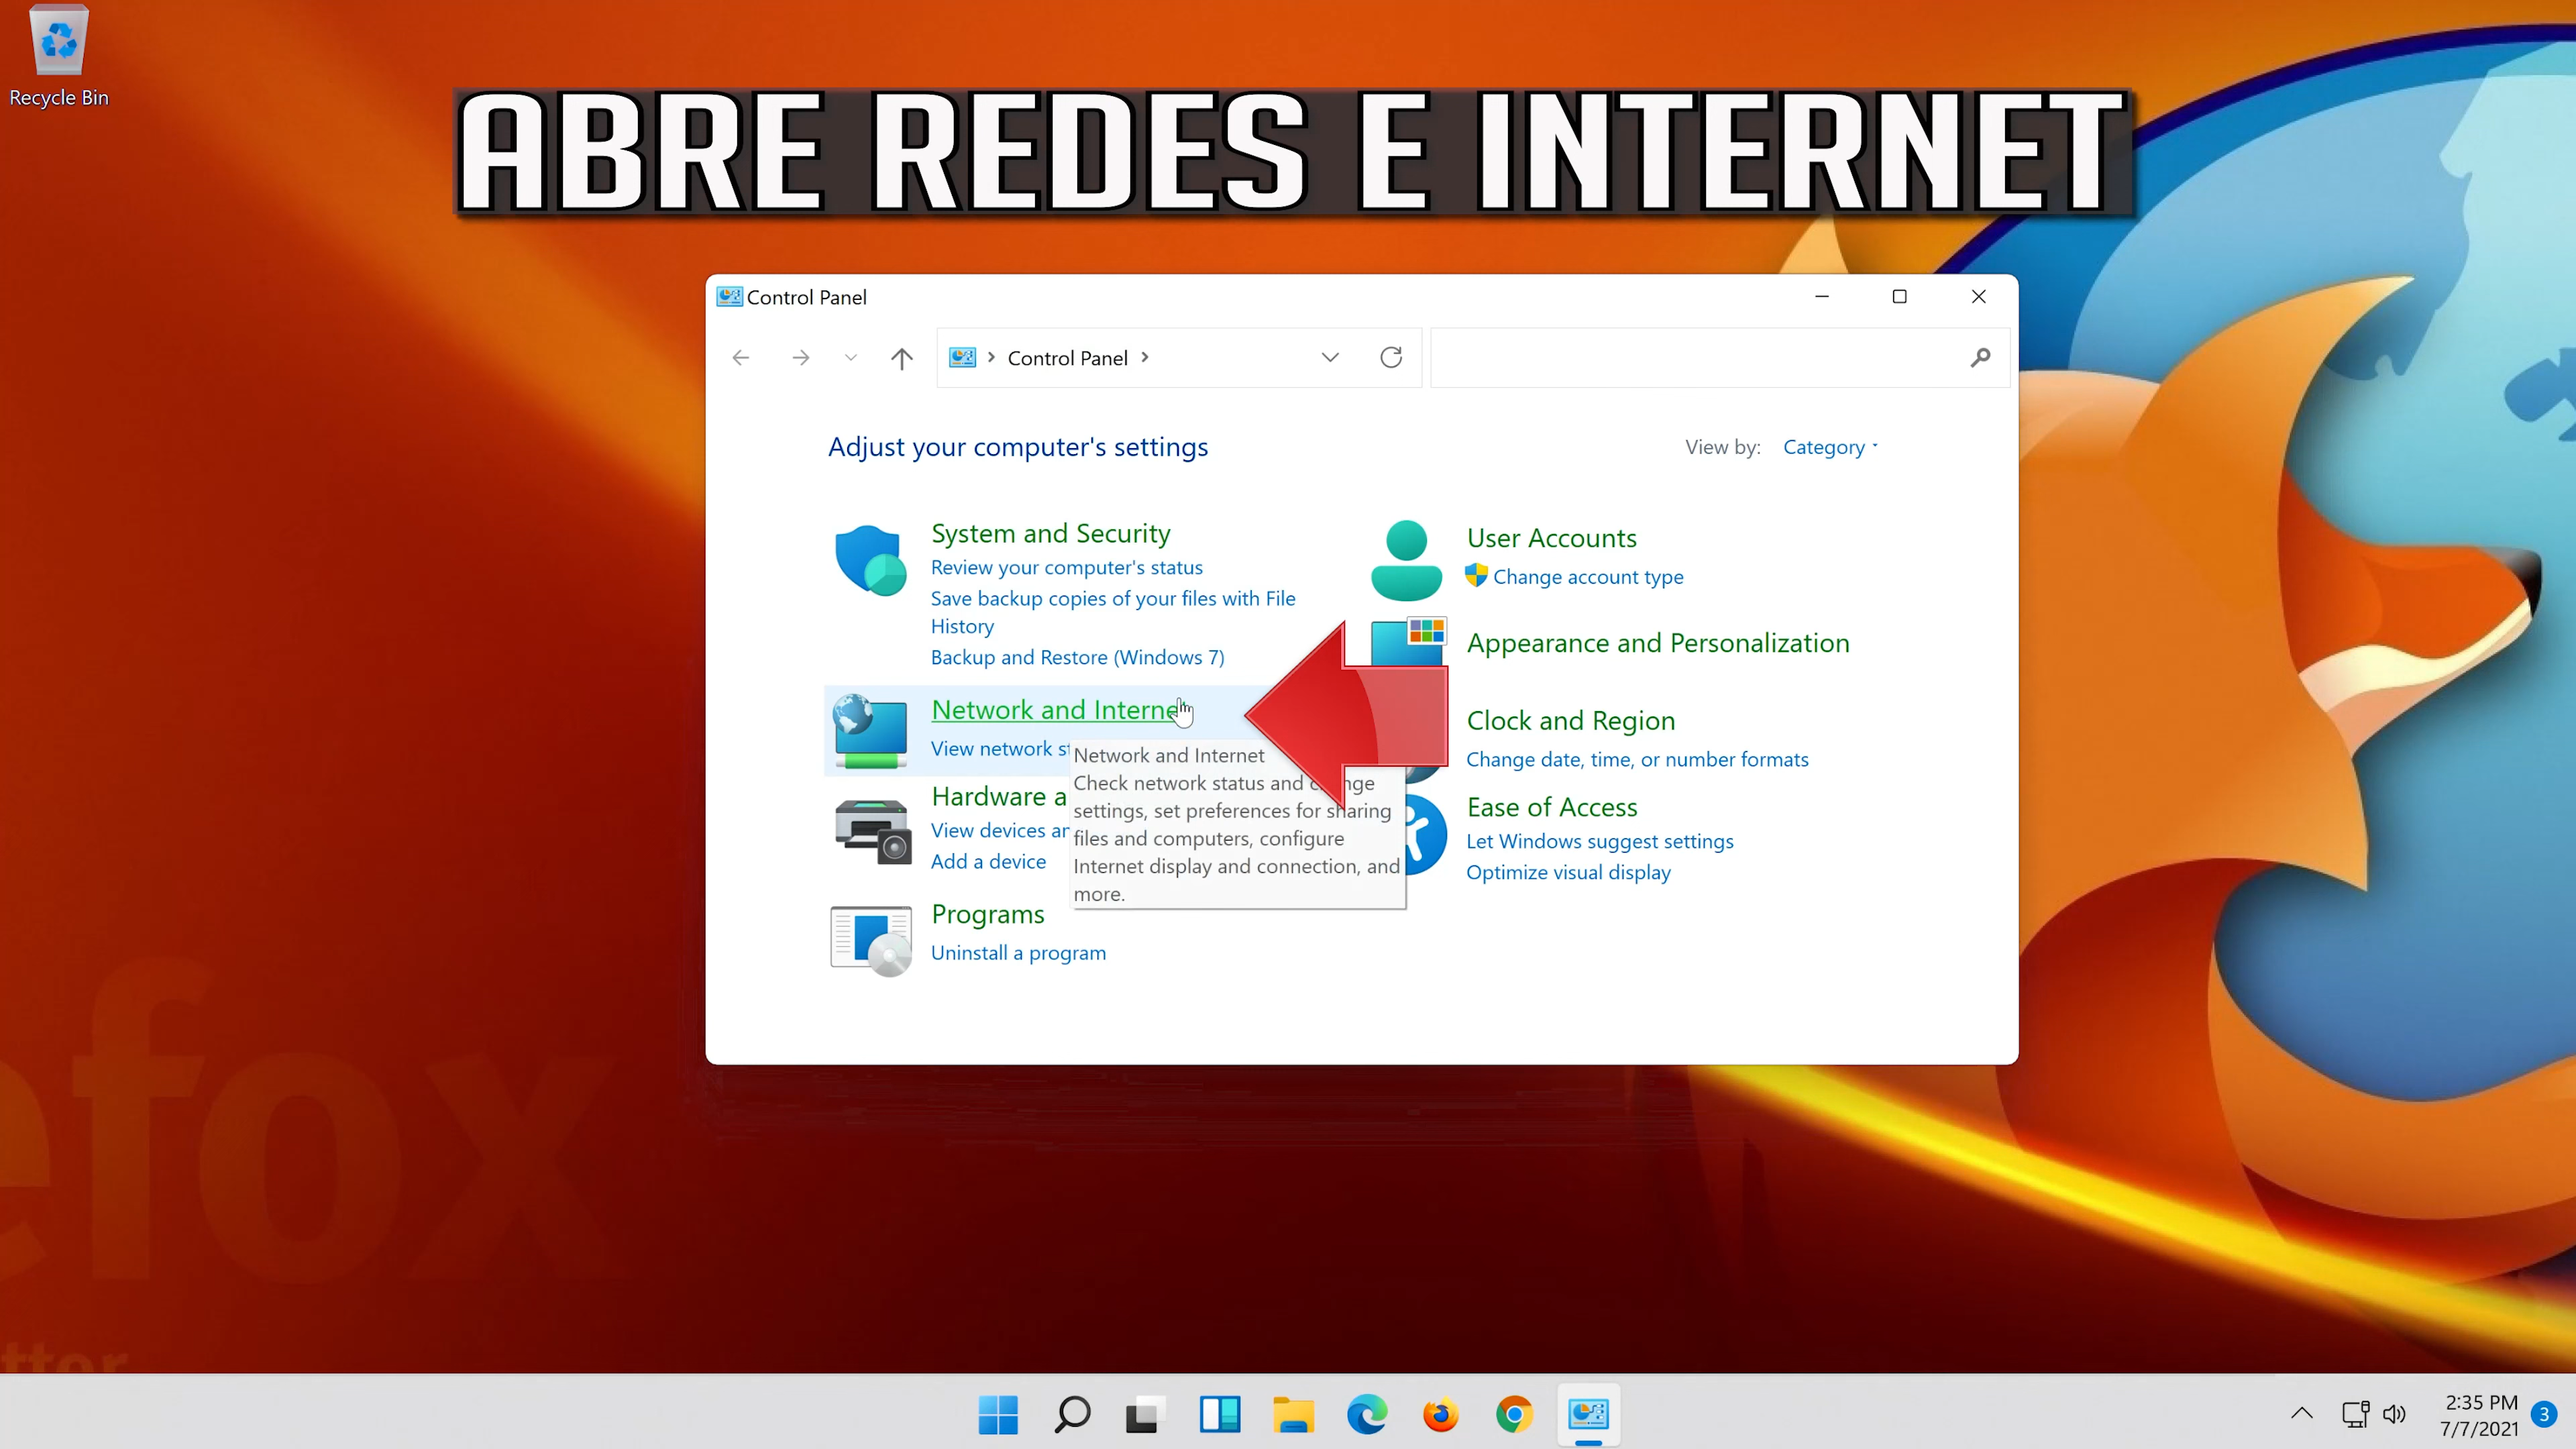 Recycle Bin
ABRE REDES E INTERNET
Control Panel
Control Panel
Adjust your computer's settings
View by: Category
System and Security
Review your computer's status
Save backup copies of your files with File
History
Backup and Restore (Windows 7)
Network and Interne
View network st
Network and Internet
Check network status and change
settings, set preferences for sharing
files and computers, configure
Internet display and connection, and
more.
Hardware a
View devices an
Add a device
Programs
Uninstall a program
User Accounts
Change account type
Appearance and Personalization
Clock and Region
Change date, time, or number formats
Ease of Access
Let Windows suggest settings
Optimize visual display
efox
tter
2:35 PM
7/7/2021
3